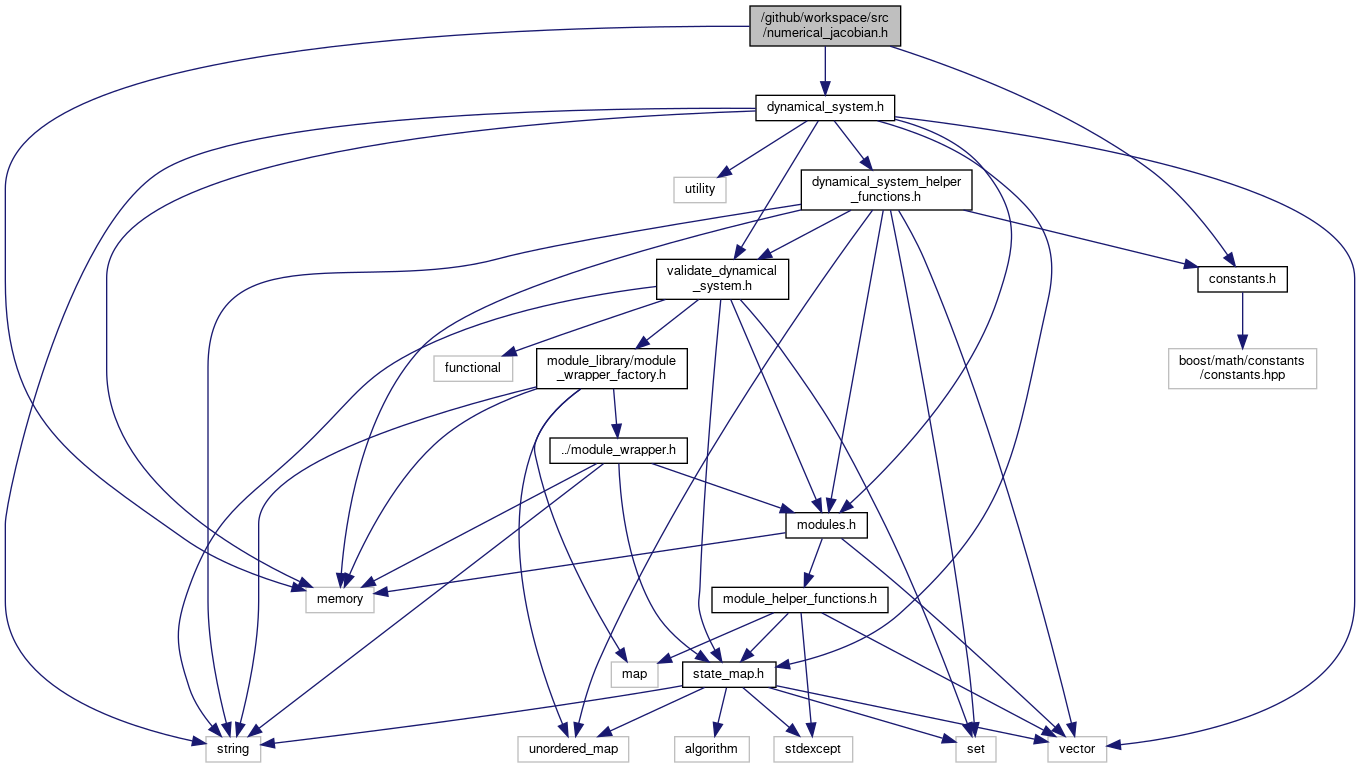 /github/workspace/src
/numerical_jacobian.h
dynamical_system.h
utility
dynamical_system_helper
_functions.h
validate_dynamical
_system.h
constants.h
functional
module_library/module
_wrapper_factory.h
boost/math/constants
/constants.hpp
../module_wrapper.h
modules.h
memory
module_helper_functions.h
map
state_map.h
string
unordered_map
algorithm
stdexcept
set
vector